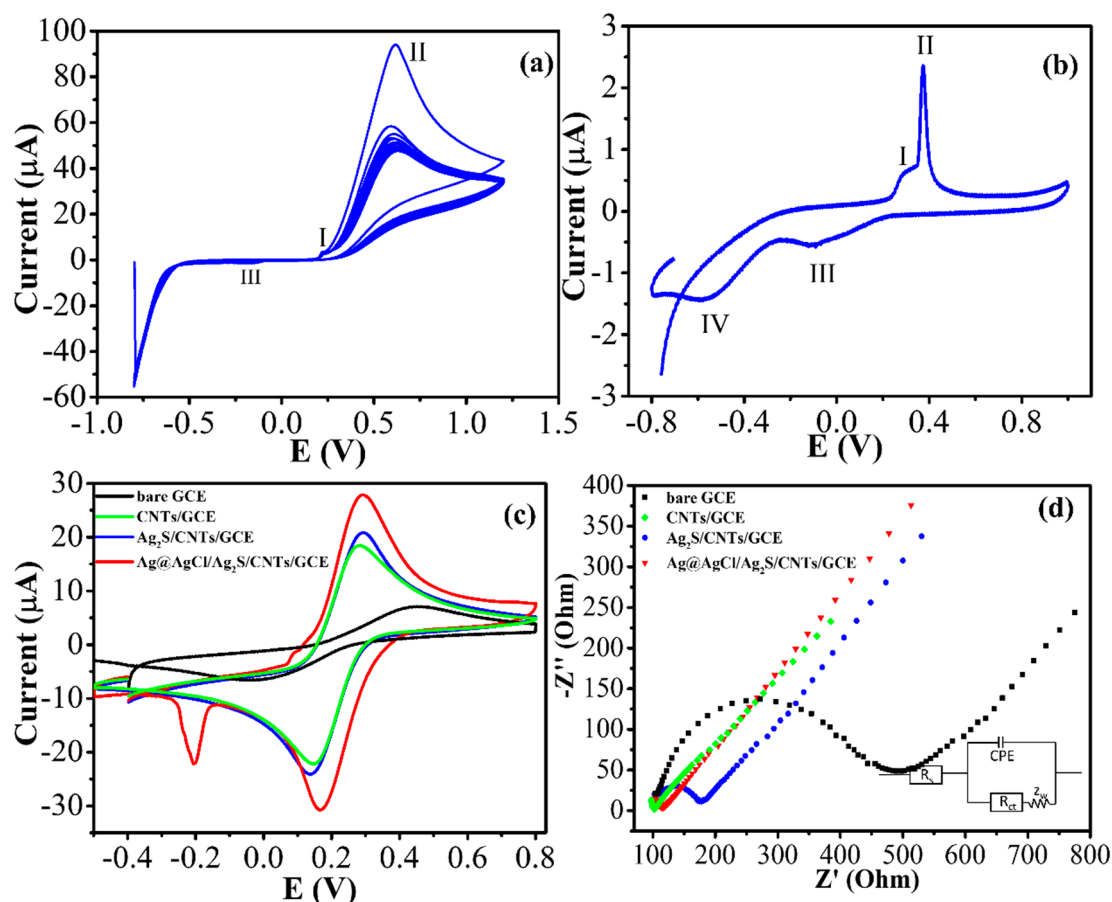 (a)
II
I
III
100
80
60
40
20
0
-20
-40
-60
Current (μA)
-1.0 -0.5 0.0 0.5 1.0 1.5
E (V)
(b)
II
I
III
IV
3
2
1
0
-1
-2
-3
Current (μA)
-0.8 -0.4 0.0 0.4 0.8
E (V)
(c)
bare GCE
CNTs/GCE
Ag₂S/CNTs/GCE
Ag@AgCl/Ag₂S/CNTs/GCE
30
20
10
0
-10
-20
-30
Current (μA)
-0.4 -0.2 0.0 0.2 0.4 0.6 0.8
E (V)
(d)
bare GCE
CNTs/GCE
Ag₂S/CNTs/GCE
Ag@AgCl/Ag₂S/CNTs/GCE
400
350
300
250
200
150
100
50
0
-Z'' (Ohm)
CPE
Rct
Zw
100 200 300 400 500 600 700 800
Z' (Ohm)